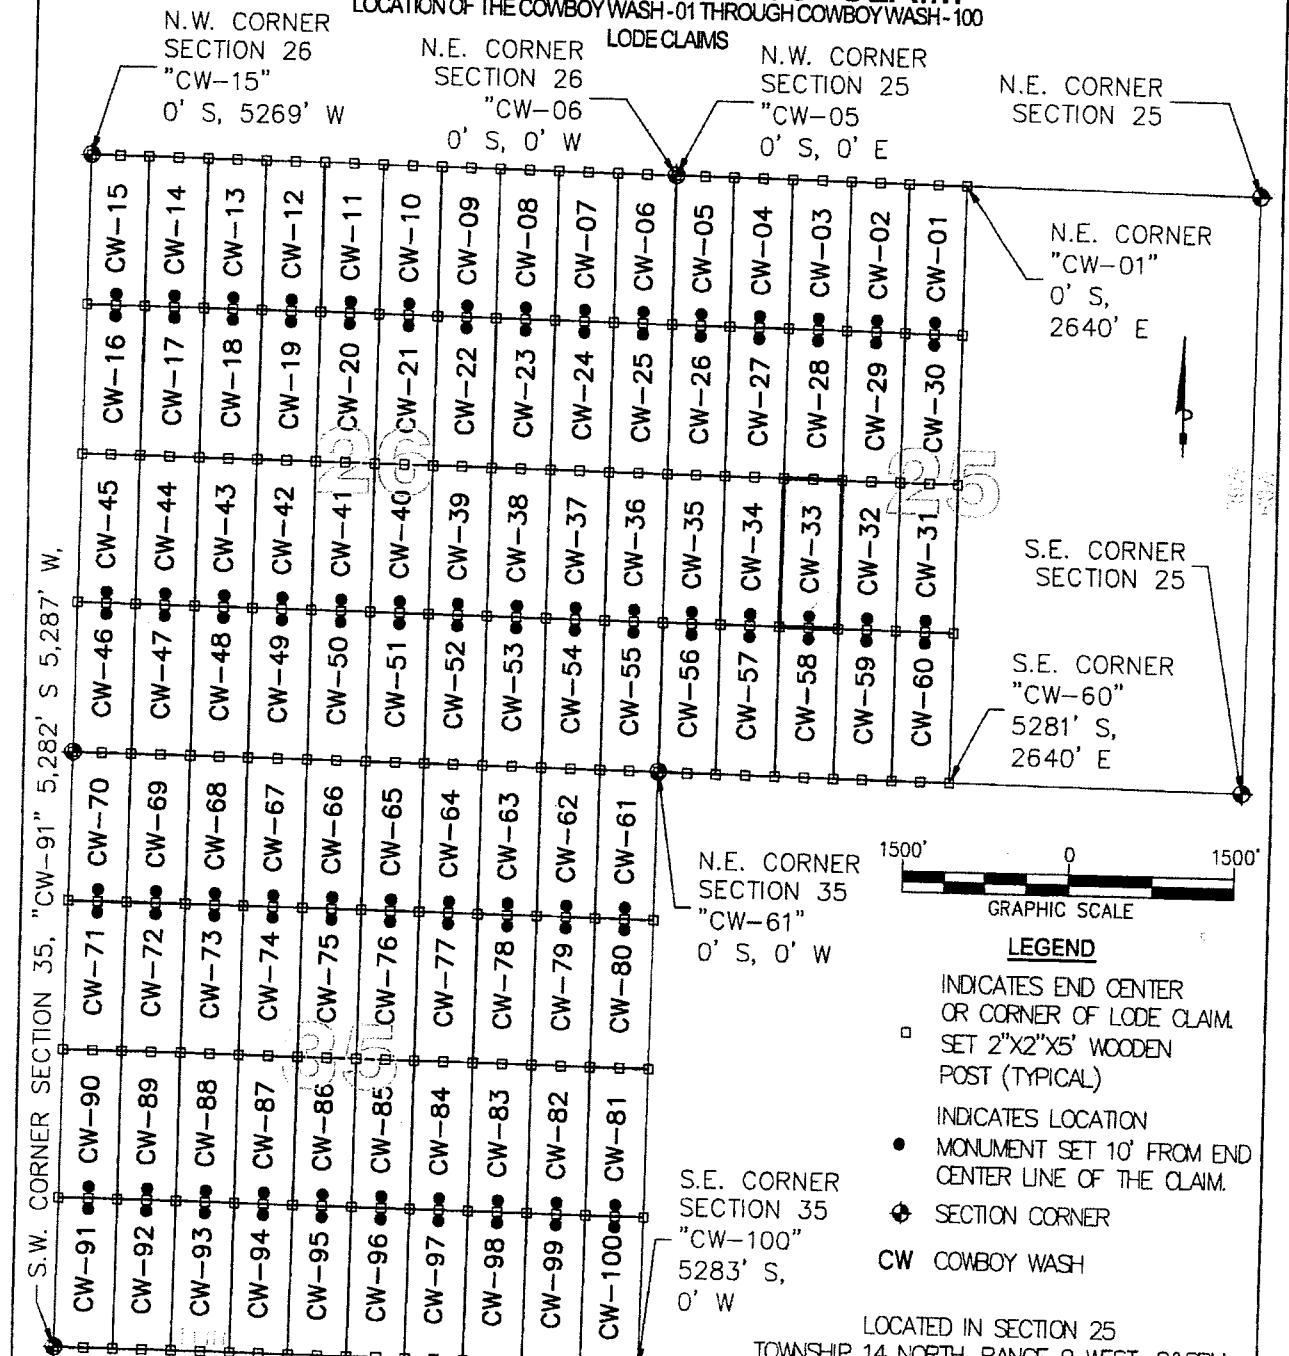 LOCATION OF THE COWBOY WASH-01 THROUGH COWBOY WASH-100
LODE CLAIMS
N.W. CORNER
SECTION 26
"CW-15"
0' S, 5269' W
N.E. CORNER
SECTION 26
"CW-06
0' S, 0' W
N.W. CORNER
SECTION 25
"CW-05
0' S, 0' E
N.E. CORNER
SECTION 25
CW-15 CW-14 CW-13 CW-12 CW-11 CW-10 CW-09 CW-08 CW-07 CW-06 CW-05 CW-04 CW-03 CW-02 CW-01
N.E. CORNER
"CW-01"
0' S,
2640' E
CW-16 CW-17 CW-18 CW-19 CW-20 CW-21 CW-22 CW-23 CW-24 CW-25 CW-26 CW-27 CW-28 CW-29 CW-30
26
25
CW-45 CW-44 CW-43 CW-42 CW-41 CW-40 CW-39 CW-38 CW-37 CW-36 CW-35 CW-34 CW-33 CW-32 CW-31
S.E. CORNER
SECTION 25
CW-46 CW-47 CW-48 CW-49 CW-50 CW-51 CW-52 CW-53 CW-54 CW-55 CW-56 CW-57 CW-58 CW-59 CW-60
S.E. CORNER
"CW-60"
5281' S,
2640' E
CW-70 CW-69 CW-68 CW-67 CW-66 CW-65 CW-64 CW-63 CW-62 CW-61
N.E. CORNER
SECTION 35
"CW-61"
0' S, 0' W
CW-71 CW-72 CW-73 CW-74 CW-75 CW-76 CW-77 CW-78 CW-79 CW-80
35
CW-90 CW-89 CW-88 CW-87 CW-86 CW-85 CW-84 CW-83 CW-82 CW-81
CW-91 CW-92 CW-93 CW-94 CW-95 CW-96 CW-97 CW-98 CW-99 CW-100
S.E. CORNER
SECTION 35
"CW-100"
5283' S,
0' W
S.W. CORNER SECTION 35, "CW-91" 5,282' S 5,287' W,
1500' 0 1500'
GRAPHIC SCALE
LEGEND
INDICATES END CENTER
OR CORNER OF LODE CLAIM.
SET 2"X2"X5' WOODEN
POST (TYPICAL)
INDICATES LOCATION
MONUMENT SET 10' FROM END
CENTER LINE OF THE CLAIM.
SECTION CORNER
CW COWBOY WASH
LOCATED IN SECTION 25
TOWNSHIP 14 NORTH, RANGE 9 WEST,